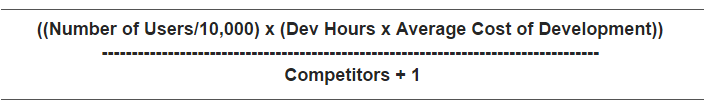 ((Number of Users/10,000) x (Dev Hours x Average Cost of Development))
-----------------------------------------------------------------------------------
Competitors + 1